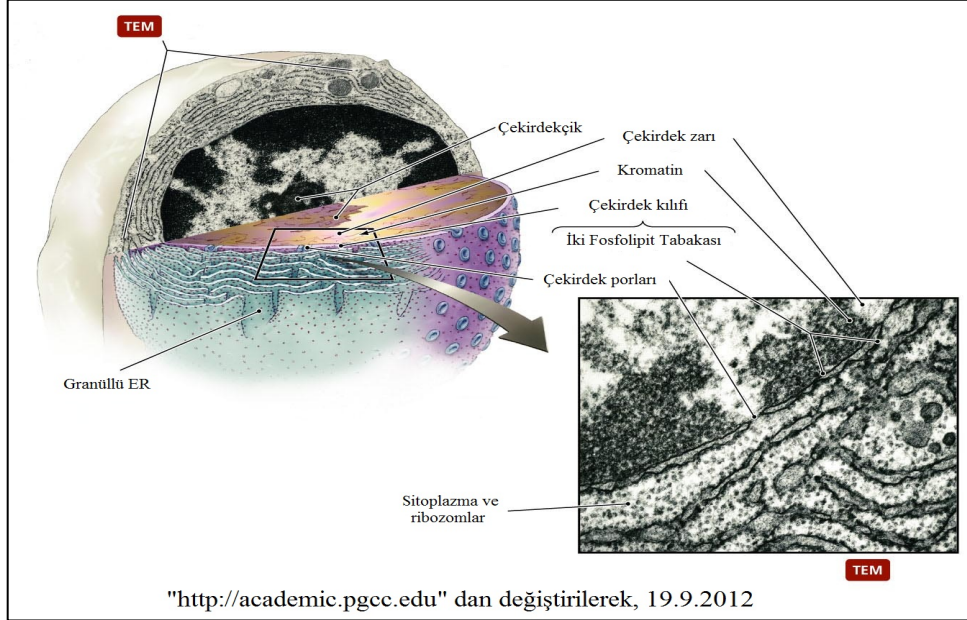 TEM
Çekirdekçik
Çekirdek zarı
Kromatin
Çekirdek kılıfı
İki Fosfolipit Tabakası
Çekirdek porları
Granüllü ER
Sitoplazma ve
ribozomlar
TEM
"http://academic.pgcc.edu" dan değiştirilerek, 19.9.2012